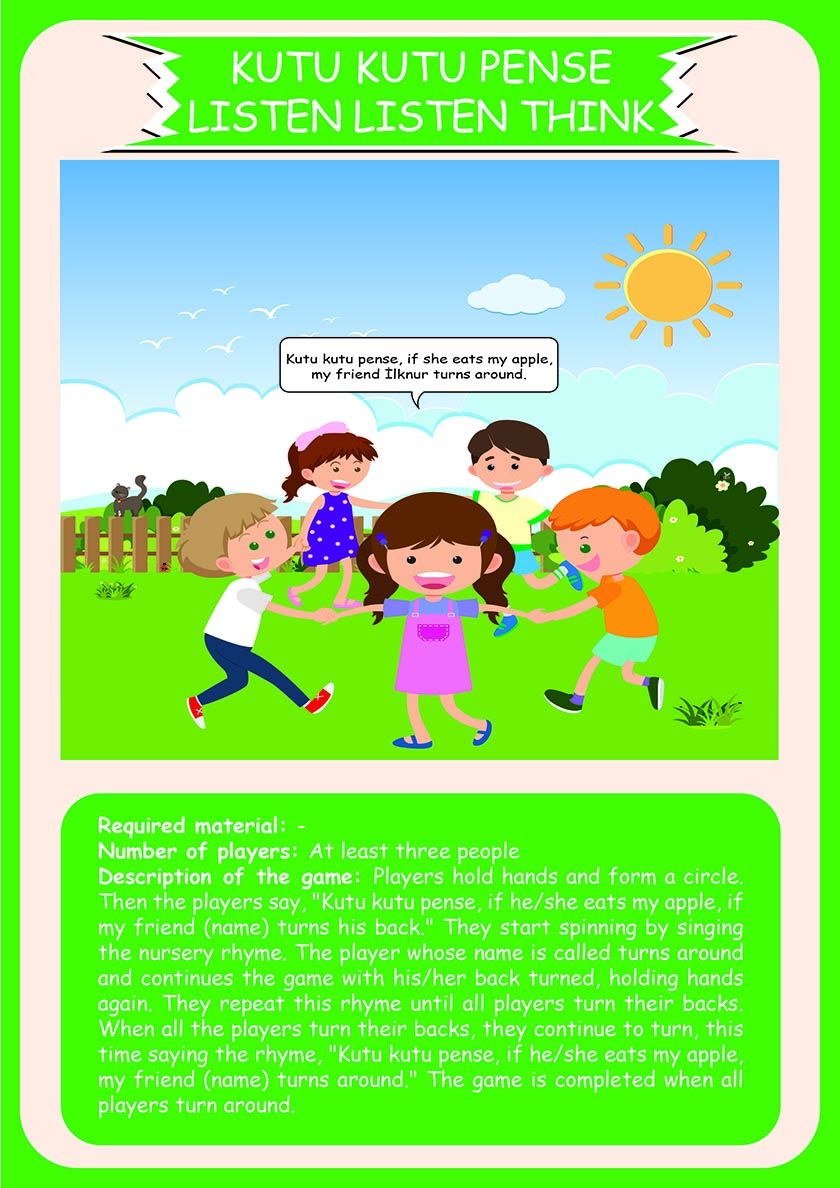 KUTU KUTU PENSE
LISTEN LISTEN THINK
Kutu kutu pense, if she eats my apple,
my friend İlknur turns around.
Required material: -
Number of players: At least three people
Description of the game: Players hold hands and form a circle.
Then the players say, "Kutu kutu pense, if he/she eats my apple, if
my friend (name) turns his back." They start spinning by singing
the nursery rhyme. The player whose name is called turns around
and continues the game with his/her back turned, holding hands
again. They repeat this rhyme until all players turn their backs.
When all the players turn their backs, they continue to turn, this
time saying the rhyme, "Kutu kutu pense, if he/she eats my apple,
my friend (name) turns around." The game is completed when all
players turn around.